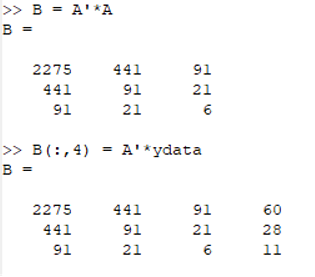 >> B = A'*A
B =
2275 441 91
441 91 21
91 21 6
>> B(:,4) = A'*ydata
B =
2275 441 91 60
441 91 21 28
91 21 6 11